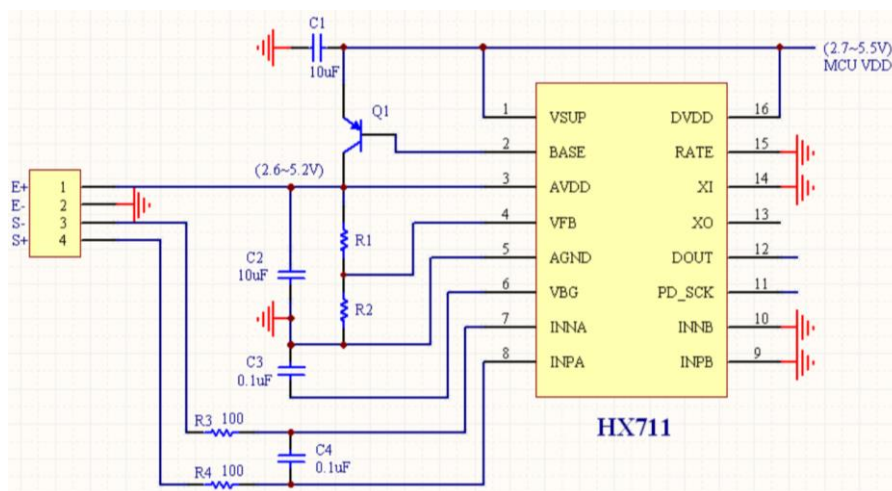 C1
10uF
(2.7~5.5V)
MCU VDD
Q1
1 VSUP DVDD 16
2 BASE RATE 15
(2.6~5.2V)
3 AVDD XI 14
4 VFB XO 13
5 AGND DOUT 12
6 VBG PD_SCK 11
7 INNA INNB 10
8 INPA INPB 9
HX711
E+ 1
E- 2
S- 3
S+ 4
R1
C2
10uF
R2
C3
0.1uF
R3 100
C4
0.1uF
R4 100